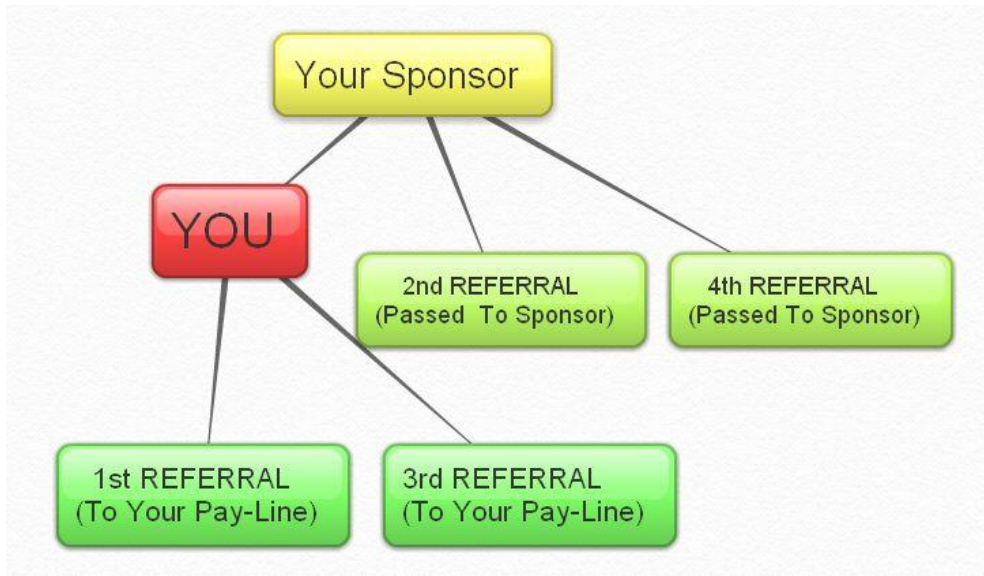 Your Sponsor
YOU
2nd REFERRAL
(Passed To Sponsor)
4th REFERRAL
(Passed To Sponsor)
1st REFERRAL
(To Your Pay-Line)
3rd REFERRAL
(To Your Pay-Line)